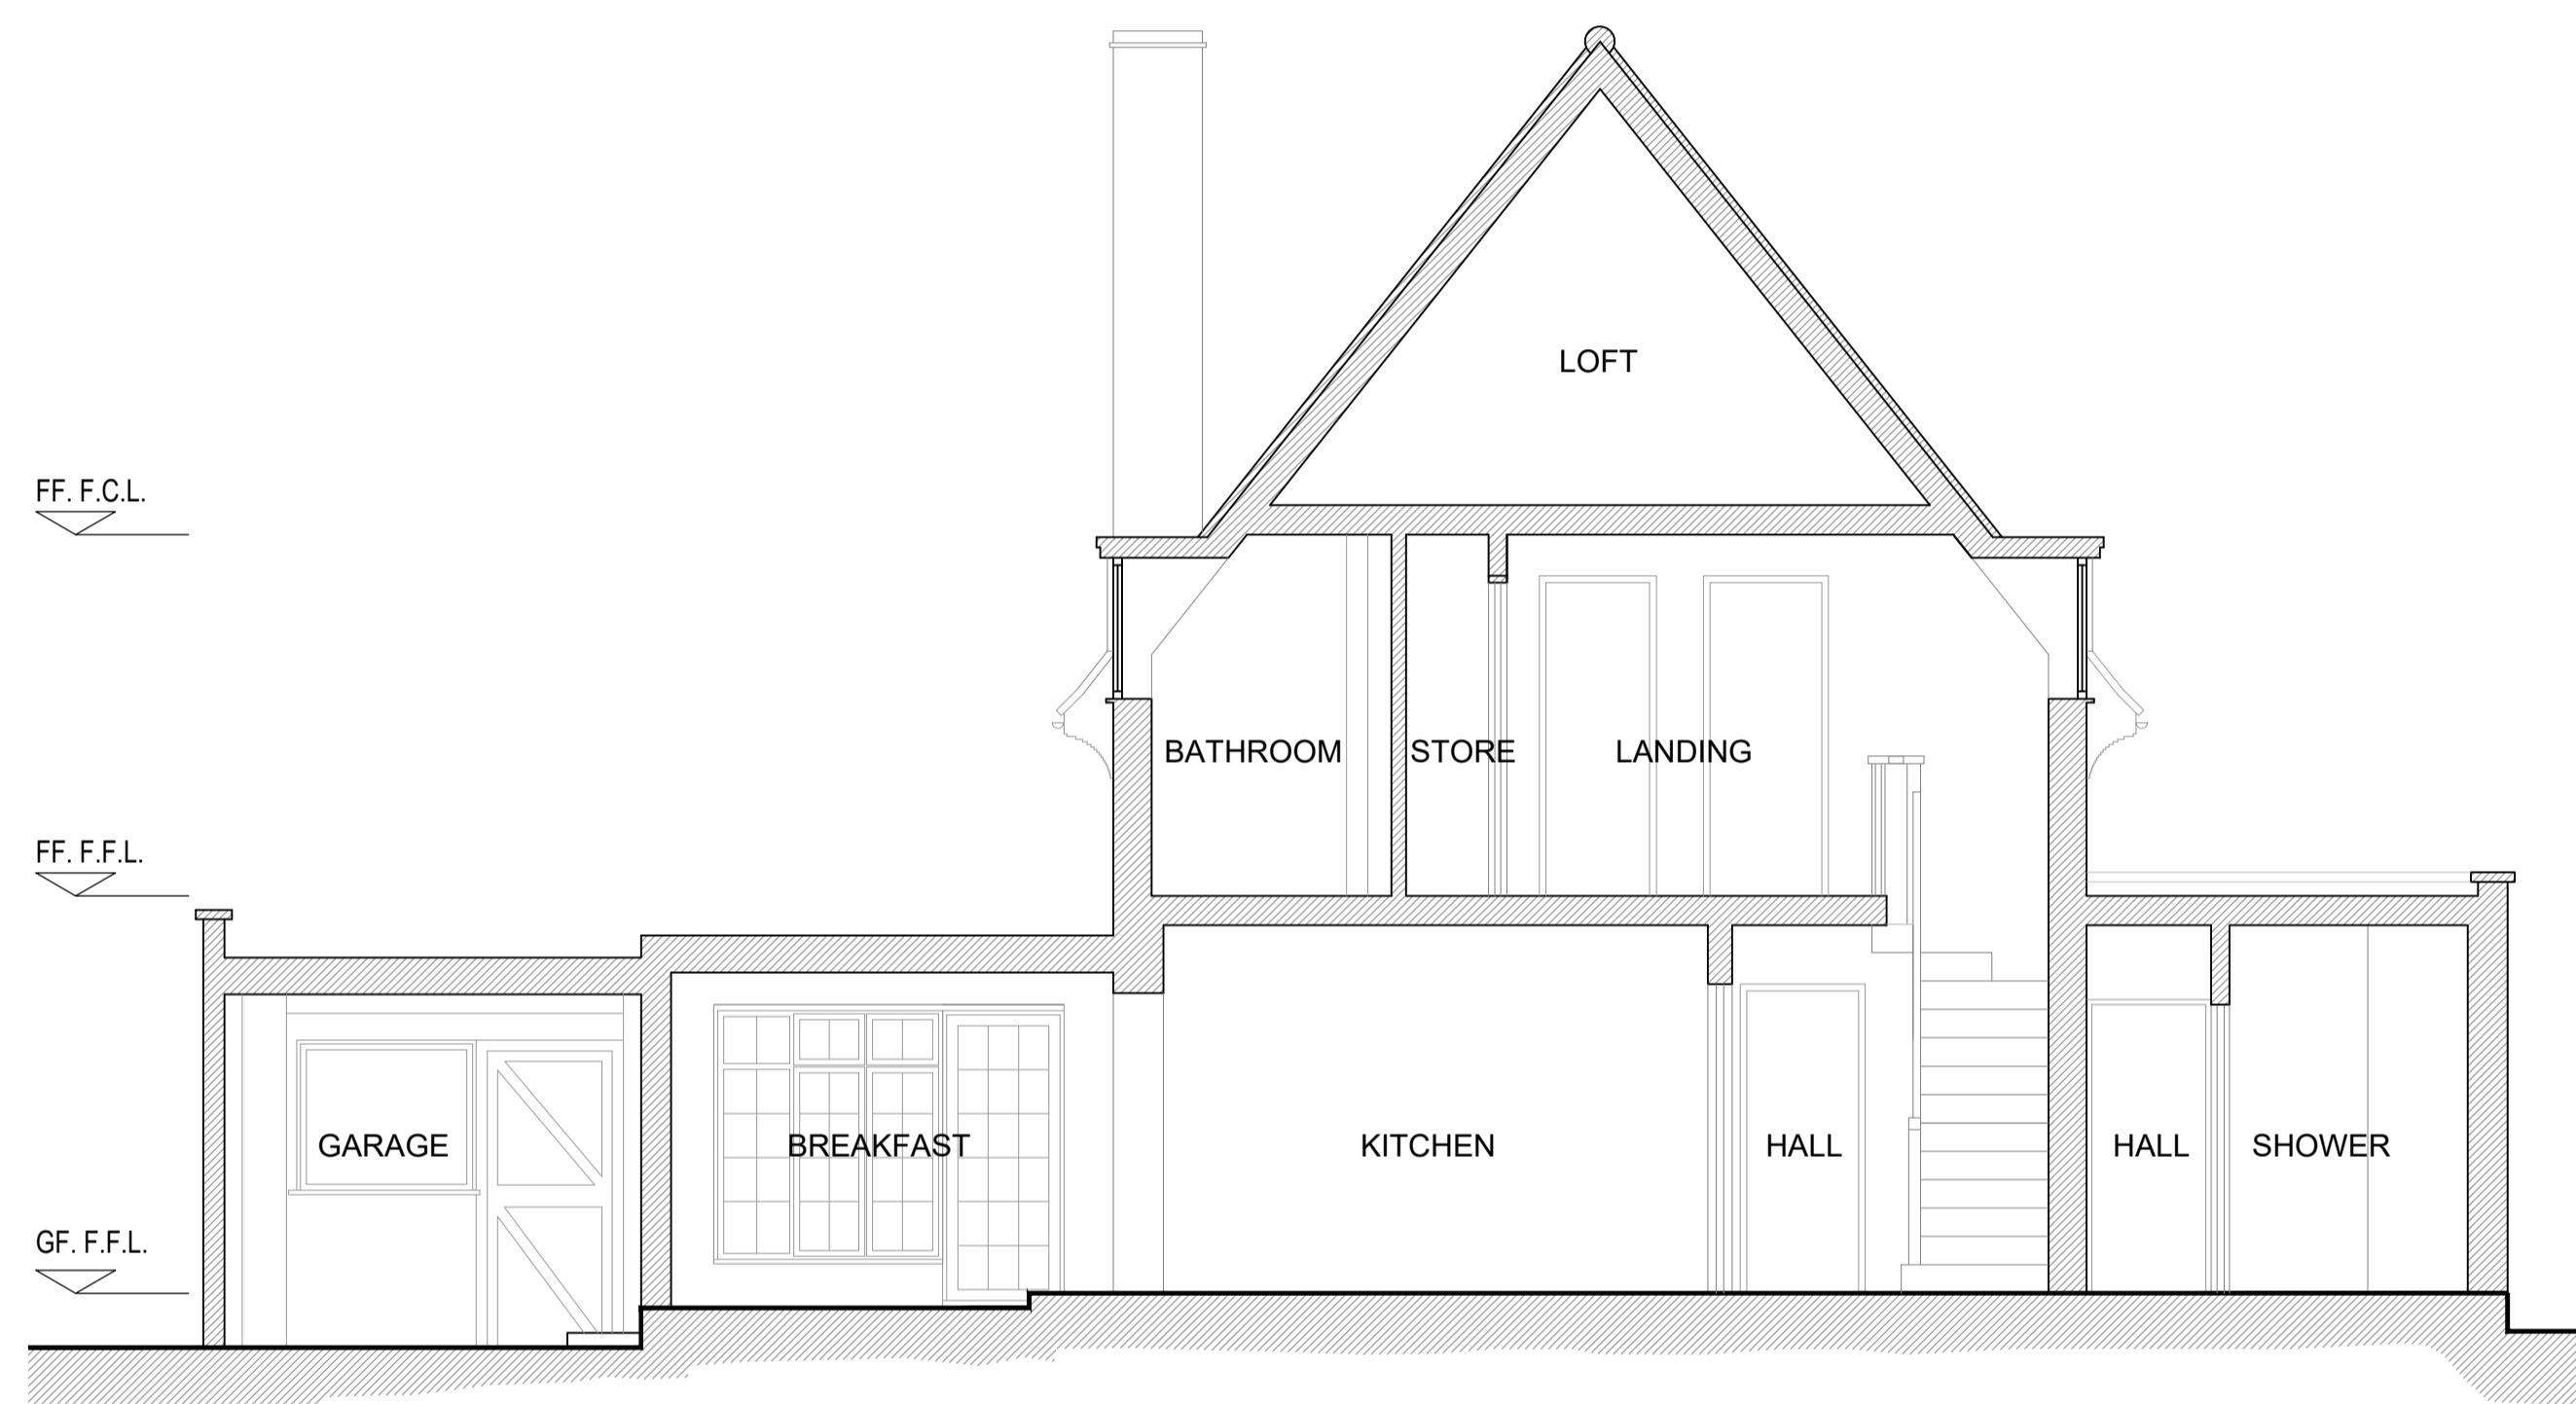 LOFT
FF. F.C.L.
BATHROOM
STORE
LANDING
FF. F.F.L.
GARAGE
BREAKFAST
KITCHEN
HALL
HALL
SHOWER
GF. F.F.L.